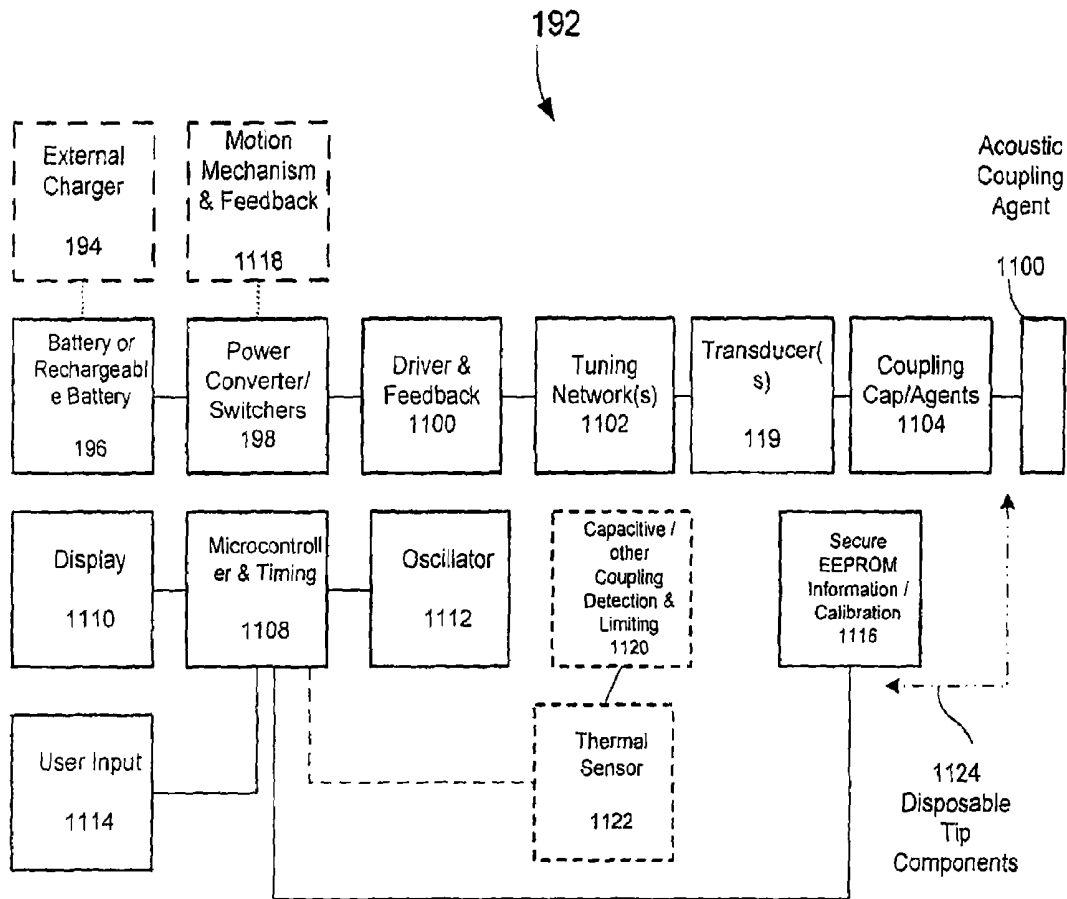 192
External
Charger
194
Motion
Mechanism
& Feedback
1118
Acoustic
Coupling
Agent
1100
Battery or
Rechargeabl
e Battery
196
Power
Converter/
Switchers
198
Driver &
Feedback
1100
Tuning
Network(s)
1102
Transducer(
s)
119
Coupling
Cap/Agents
1104
Display
1110
Microcontroll
er & Timing
1108
Oscillator
1112
Capacitive /
other
Coupling
Detection &
Limiting
1120
Secure
EEPROM
Information /
Calibration
1116
User Input
1114
Thermal
Sensor
1122
1124
Disposable
Tip
Components